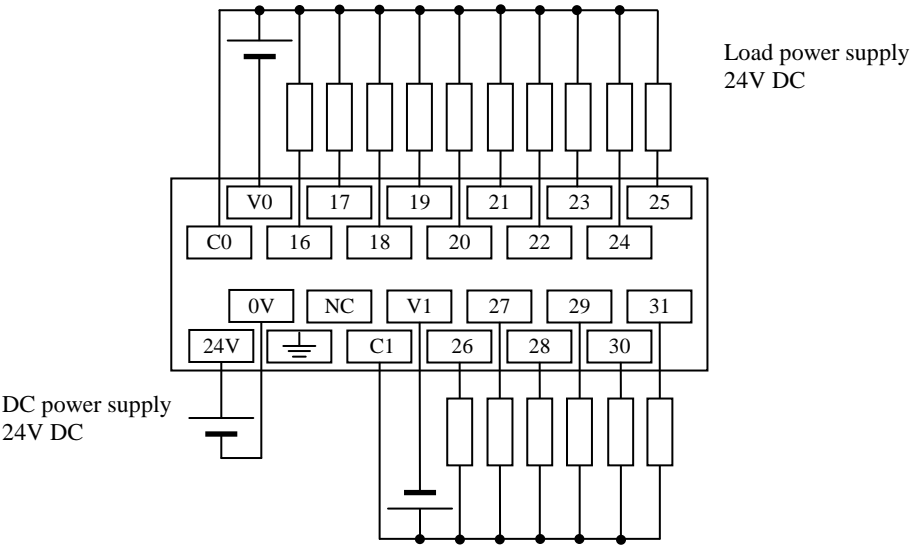 Load power supply
24V DC
V0 17 19 21 23 25
C0 16 18 20 22 24
0V NC V1 27 29 31
24V C1 26 28 30
DC power supply
24V DC